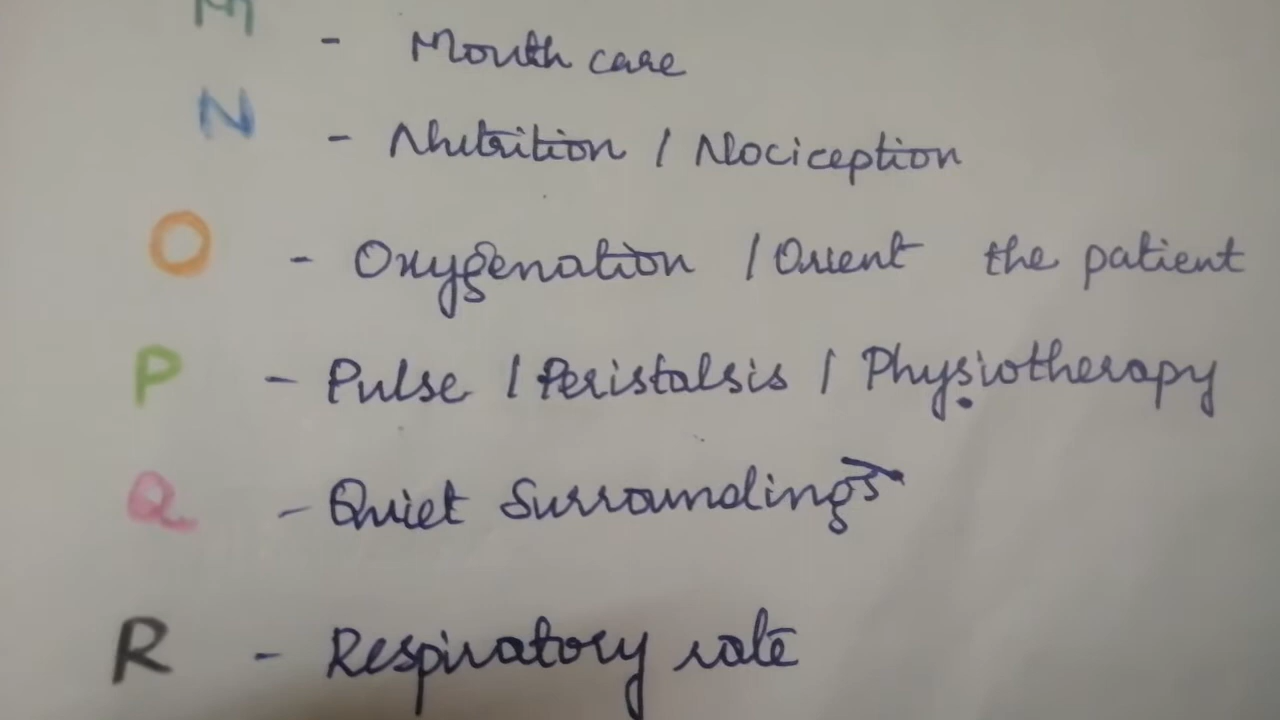 M - Mouth care
N - Nutrition / Nociception
O - Oxygenation / Orient the patient
P - Pulse / Peristalsis / Physiotherapy
Q - Quiet Surroundings
R - Respiratory rate